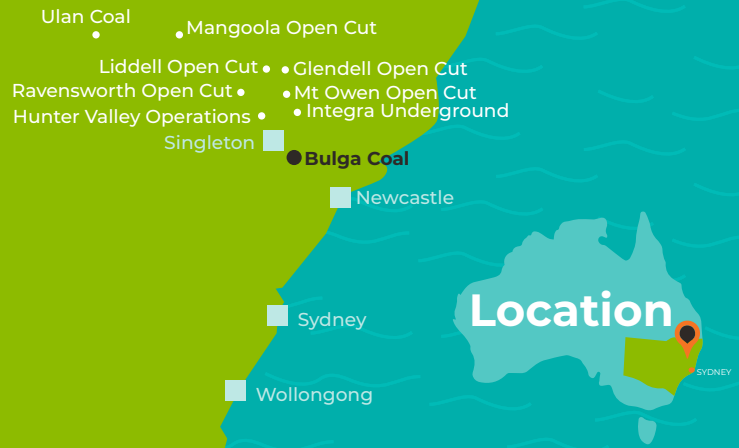 Ulan Coal
Mangoola Open Cut
Liddell Open Cut
Glendell Open Cut
Ravensworth Open Cut
Mt Owen Open Cut
Hunter Valley Operations
Integra Underground
Singleton
Bulga Coal
Newcastle
Location
Sydney
SYDNEY
Wollongong